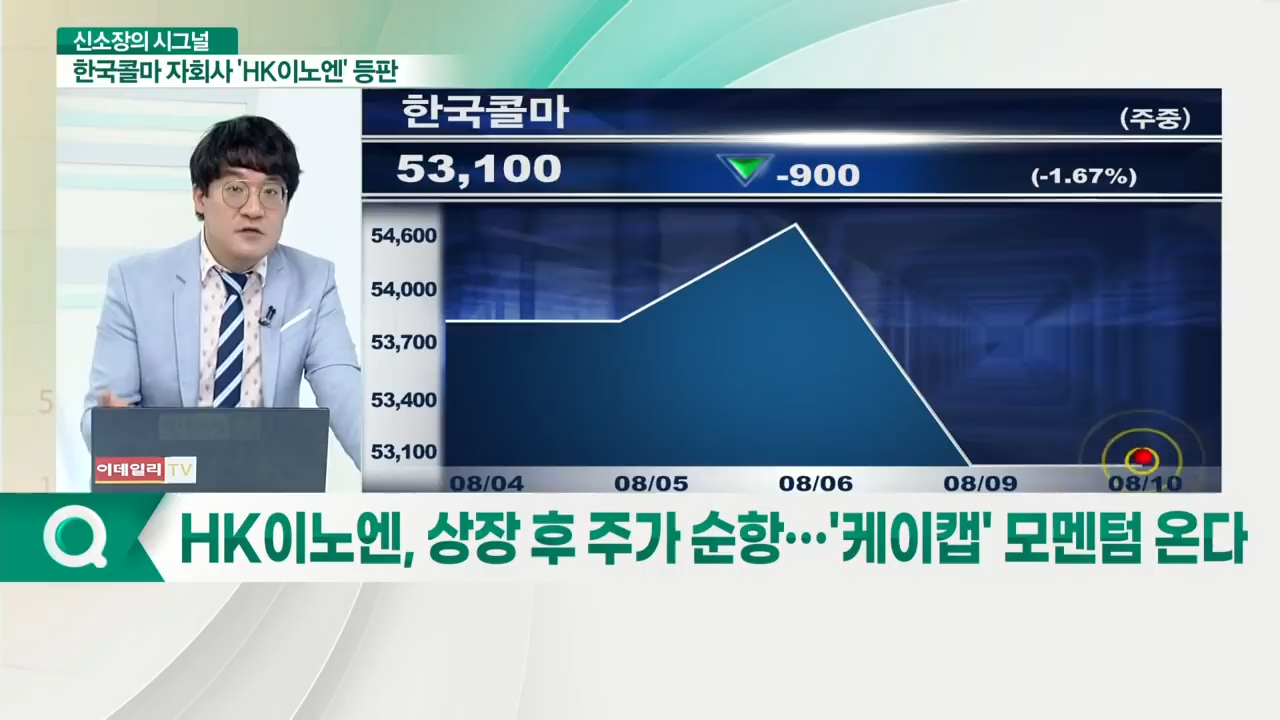 신소장의 시그널
한국콜마 자회사 'HK이노엔' 등판
한국콜마
(주중)
53,100
-900
(-1.67%)
54,600
54,000
53,700
53,400
53,100
08/04
08/05
08/06
08/09
08/10
이데일리 TV
5
1
HK이노엔, 상장 후 주가 순항…'케이캡' 모멘텀 온다